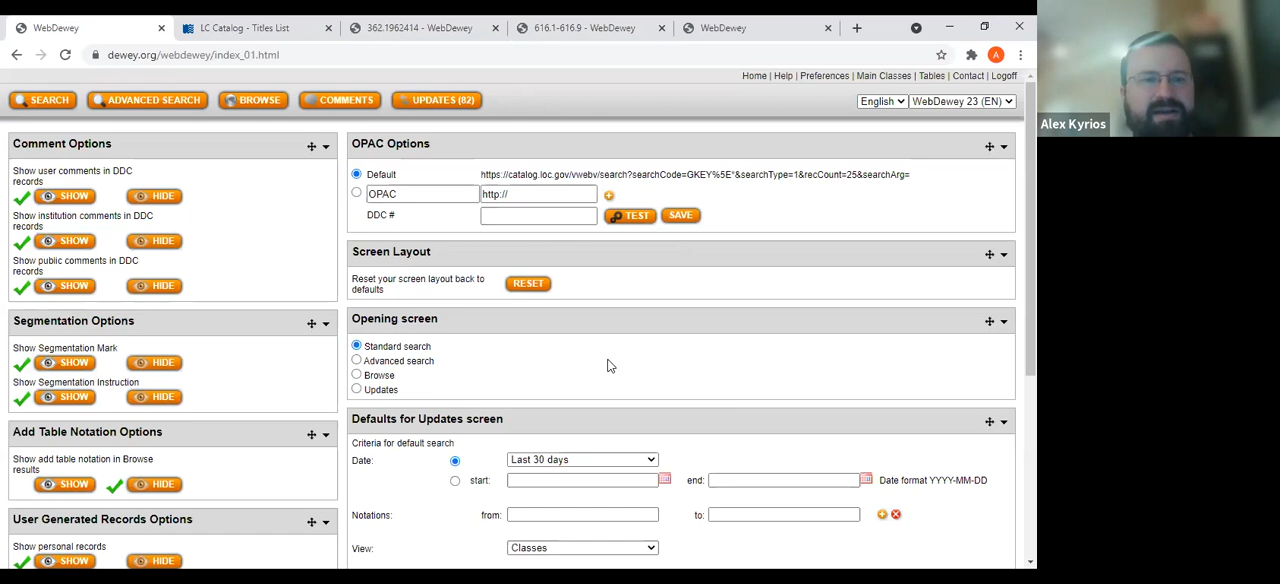 WebDewey
LC Catalog - Titles List
362.1962414 - WebDewey
616.1-616.9 - WebDewey
WebDewey
dewey.org/webdewey/index_01.html
A
Alex Kyrios
Home | Help | Preferences | Main Classes | Tables | Contact | Logoff
SEARCH
ADVANCED SEARCH
BROWSE
COMMENTS
UPDATES (82)
English
WebDewey 23 (EN)
Comment Options
Show user comments in DDC
records
SHOW
HIDE
Show institution comments in DDC
records
SHOW
HIDE
Show public comments in DDC
records
SHOW
HIDE
Segmentation Options
Show Segmentation Mark
SHOW
HIDE
Show Segmentation Instruction
SHOW
HIDE
Add Table Notation Options
Show add table notation in Browse
results
SHOW
HIDE
User Generated Records Options
Show personal records
SHOW
HIDE
OPAC Options
Default
https://catalog.loc.gov/vwebv/search?searchCode=GKEY%5E*&searchType=1&recCount=25&searchArg=
OPAC
http://
DDC #
TEST
SAVE
Screen Layout
Reset your screen layout back to
defaults
RESET
Opening screen
Standard search
Advanced search
Browse
Updates
Defaults for Updates screen
Criteria for default search
Date:
Last 30 days
start:
end:
Date format YYYY-MM-DD
Notations:
from:
to:
View:
Classes